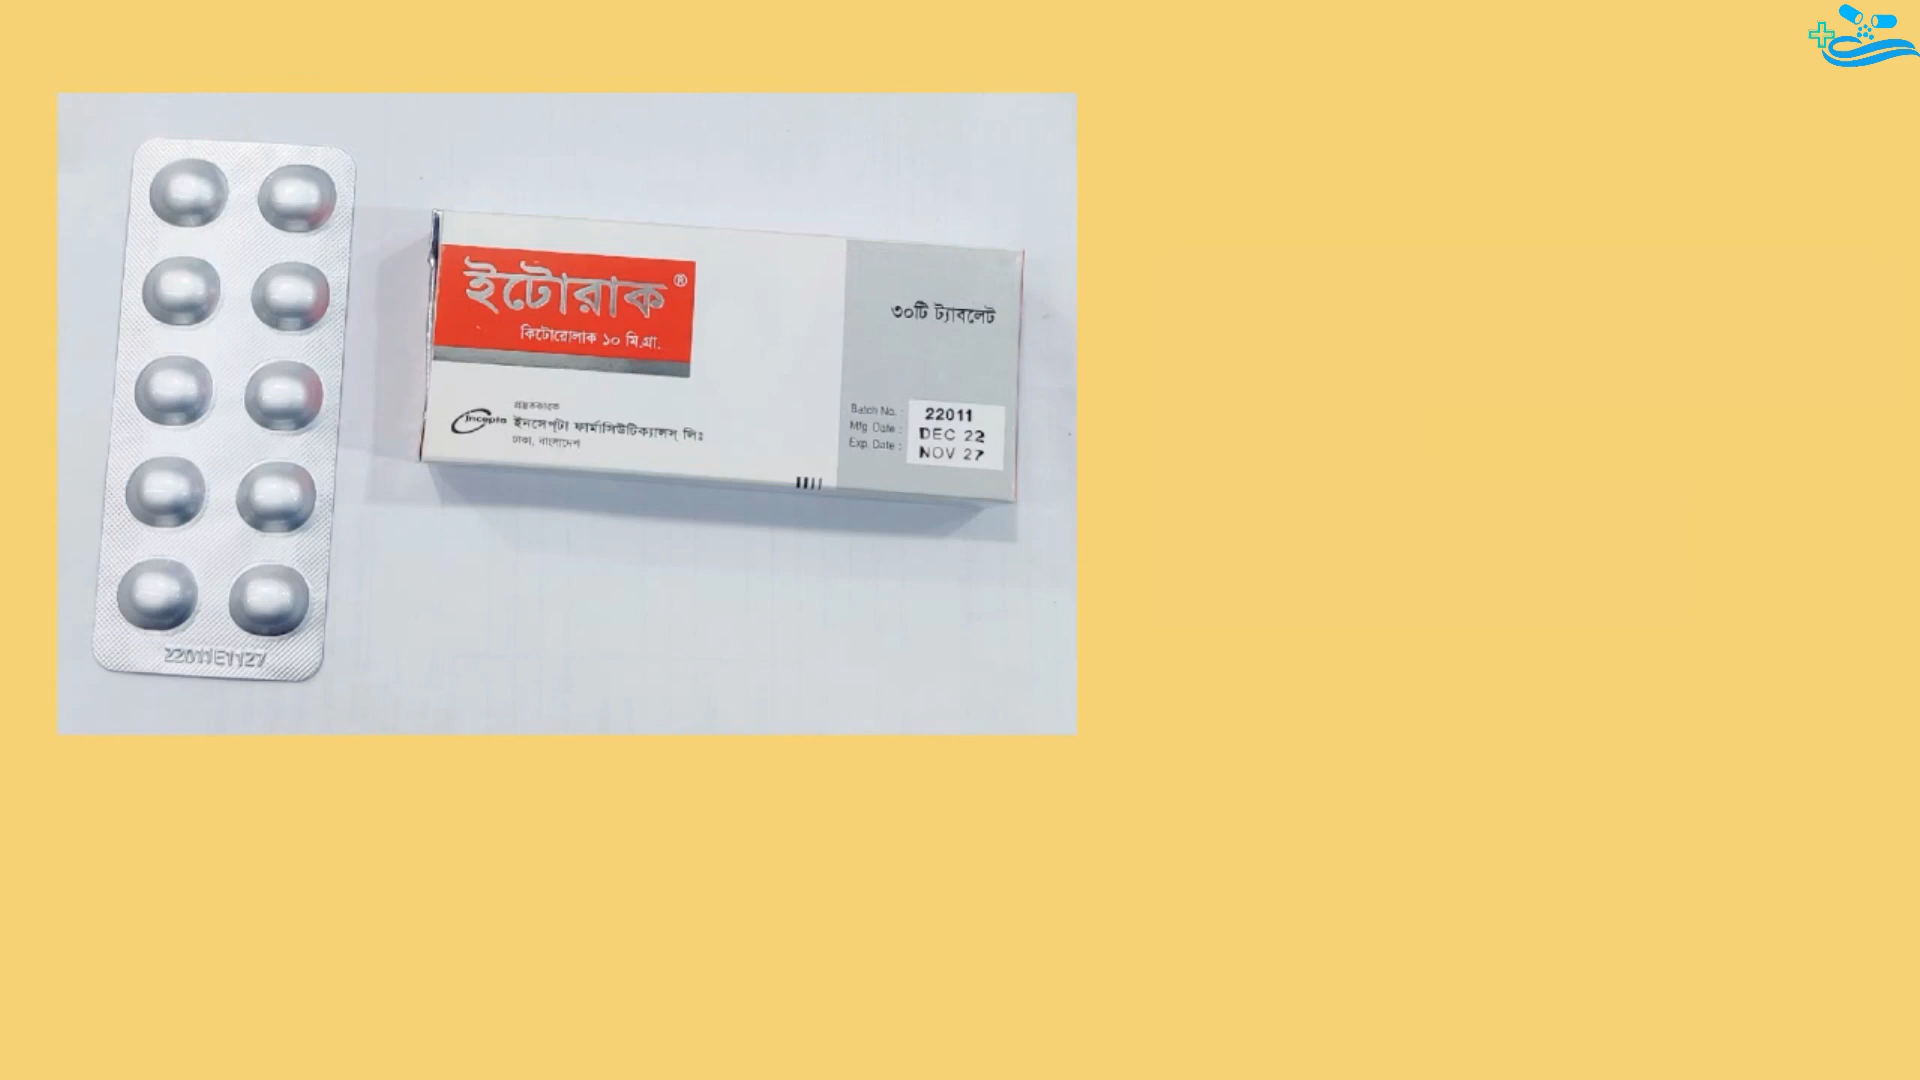 ইটোরাক®
কিটোরোলাক ১০ মি.গ্রা.
৩০টি ট্যাবলেট
প্রস্তুতকারক
Incepta
ইনসেপ্‌টা ফার্মাসিউটিক্যালস্ লিঃ
ঢাকা, বাংলাদেশ
Batch No. : 22011
Mfg Date : DEC 22
Exp. Date : NOV 27
22011E1127